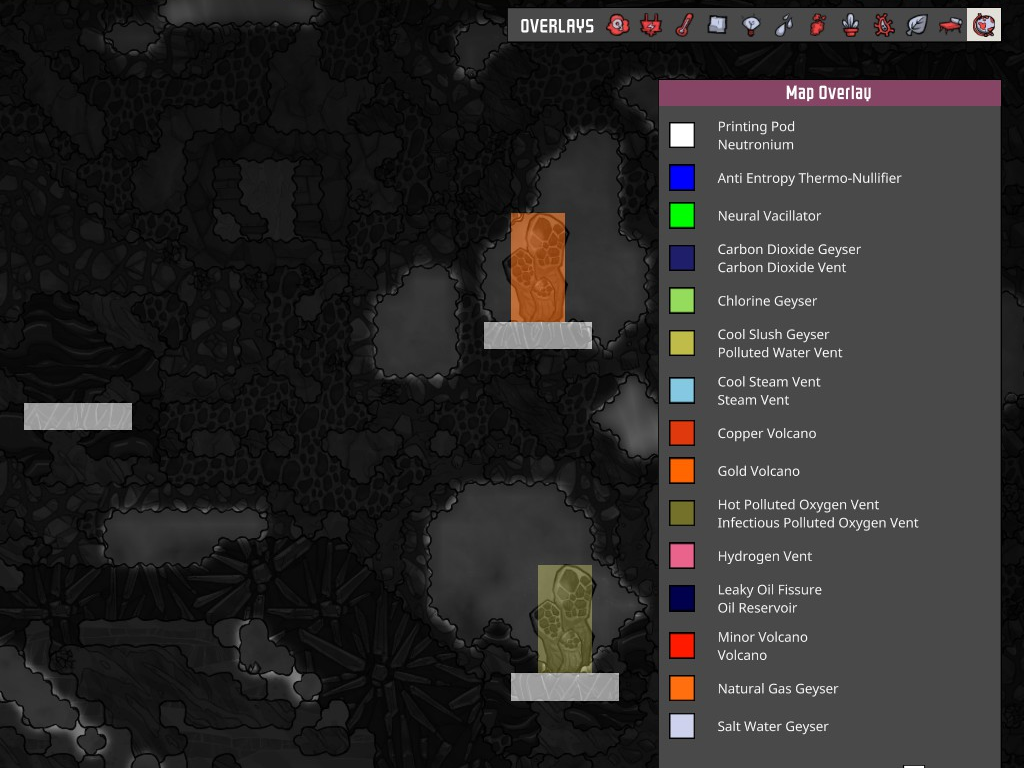 OVERLAYS
Map Overlay
Printing Pod
Neutronium
Anti Entropy Thermo-Nullifier
Neural Vacillator
Carbon Dioxide Geyser
Carbon Dioxide Vent
Chlorine Geyser
Cool Slush Geyser
Polluted Water Vent
Cool Steam Vent
Steam Vent
Copper Volcano
Gold Volcano
Hot Polluted Oxygen Vent
Infectious Polluted Oxygen Vent
Hydrogen Vent
Leaky Oil Fissure
Oil Reservoir
Minor Volcano
Volcano
Natural Gas Geyser
Salt Water Geyser